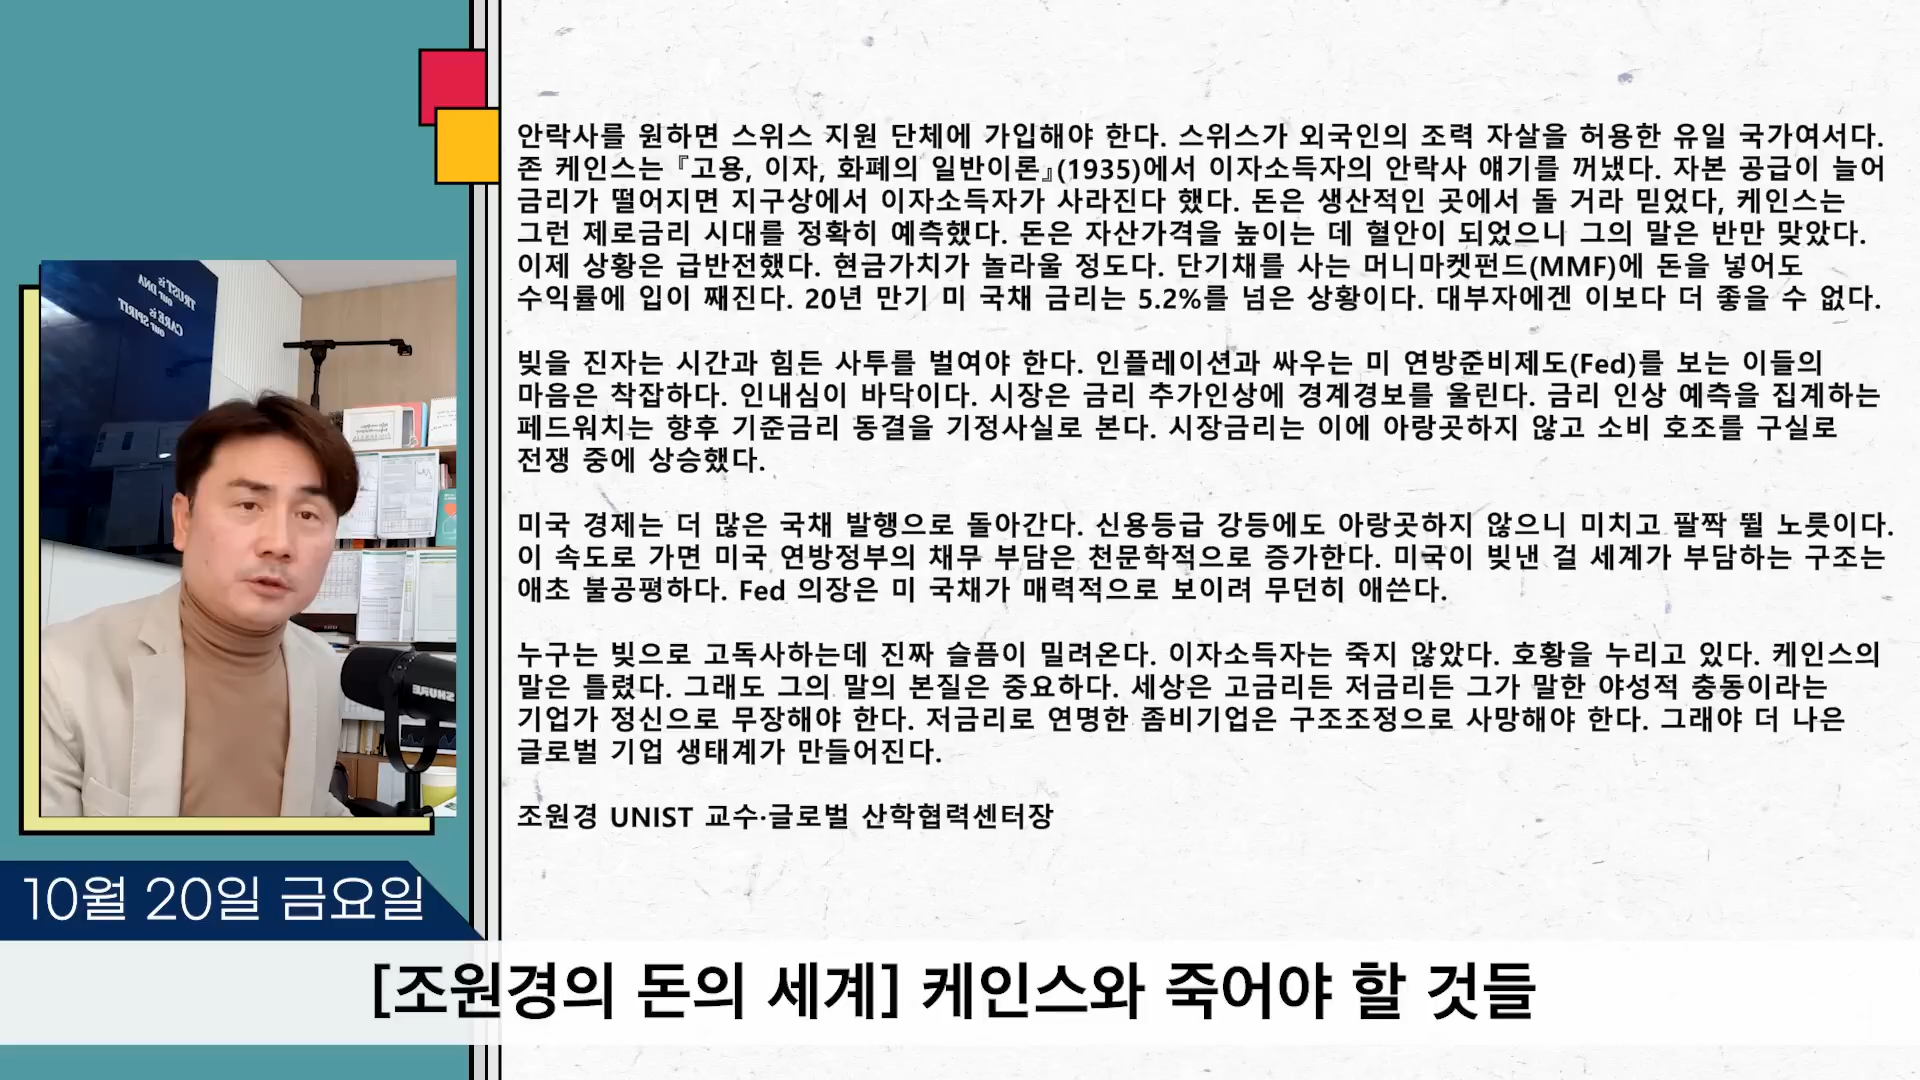 안락사를 원하면 스위스 지원 단체에 가입해야 한다. 스위스가 외국인의 조력 자살을 허용한 유일 국가여서다.
존 케인스는 『고용, 이자, 화폐의 일반이론』(1935)에서 이자소득자의 안락사 얘기를 꺼냈다. 자본 공급이 늘어
금리가 떨어지면 지구상에서 이자소득자가 사라진다 했다. 돈은 생산적인 곳에서 돌 거라 믿었다, 케인스는
그런 제로금리 시대를 정확히 예측했다. 돈은 자산가격을 높이는 데 혈안이 되었으니 그의 말은 반만 맞았다.
이제 상황은 급반전했다. 현금가치가 놀라울 정도다. 단기채를 사는 머니마켓펀드(MMF)에 돈을 넣어도
수익률에 입이 째진다. 20년 만기 미 국채 금리는 5.2%를 넘은 상황이다. 대부자에겐 이보다 더 좋을 수 없다.
빚을 진자는 시간과 힘든 사투를 벌여야 한다. 인플레이션과 싸우는 미 연방준비제도(Fed)를 보는 이들의
마음은 착잡하다. 인내심이 바닥이다. 시장은 금리 추가인상에 경계경보를 울린다. 금리 인상 예측을 집계하는
페드워치는 향후 기준금리 동결을 기정사실로 본다. 시장금리는 이에 아랑곳하지 않고 소비 호조를 구실로
전쟁 중에 상승했다.
미국 경제는 더 많은 국채 발행으로 돌아간다. 신용등급 강등에도 아랑곳하지 않으니 미치고 팔짝 뛸 노릇이다.
이 속도로 가면 미국 연방정부의 채무 부담은 천문학적으로 증가한다. 미국이 빚낸 걸 세계가 부담하는 구조는
애초 불공평하다. Fed 의장은 미 국채가 매력적으로 보이려 무던히 애쓴다.
누구는 빚으로 고독사하는데 진짜 슬픔이 밀려온다. 이자소득자는 죽지 않았다. 호황을 누리고 있다. 케인스의
말은 틀렸다. 그래도 그의 말의 본질은 중요하다. 세상은 고금리든 저금리든 그가 말한 야성적 충동이라는
기업가 정신으로 무장해야 한다. 저금리로 연명한 좀비기업은 구조조정으로 사망해야 한다. 그래야 더 나은
글로벌 기업 생태계가 만들어진다.
조원경 UNIST 교수·글로벌 산학협력센터장
TRUST is
our DNA
CARE is
our SPIRIT
SHURE
10월 20일 금요일
[조원경의 돈의 세계] 케인스와 죽어야 할 것들